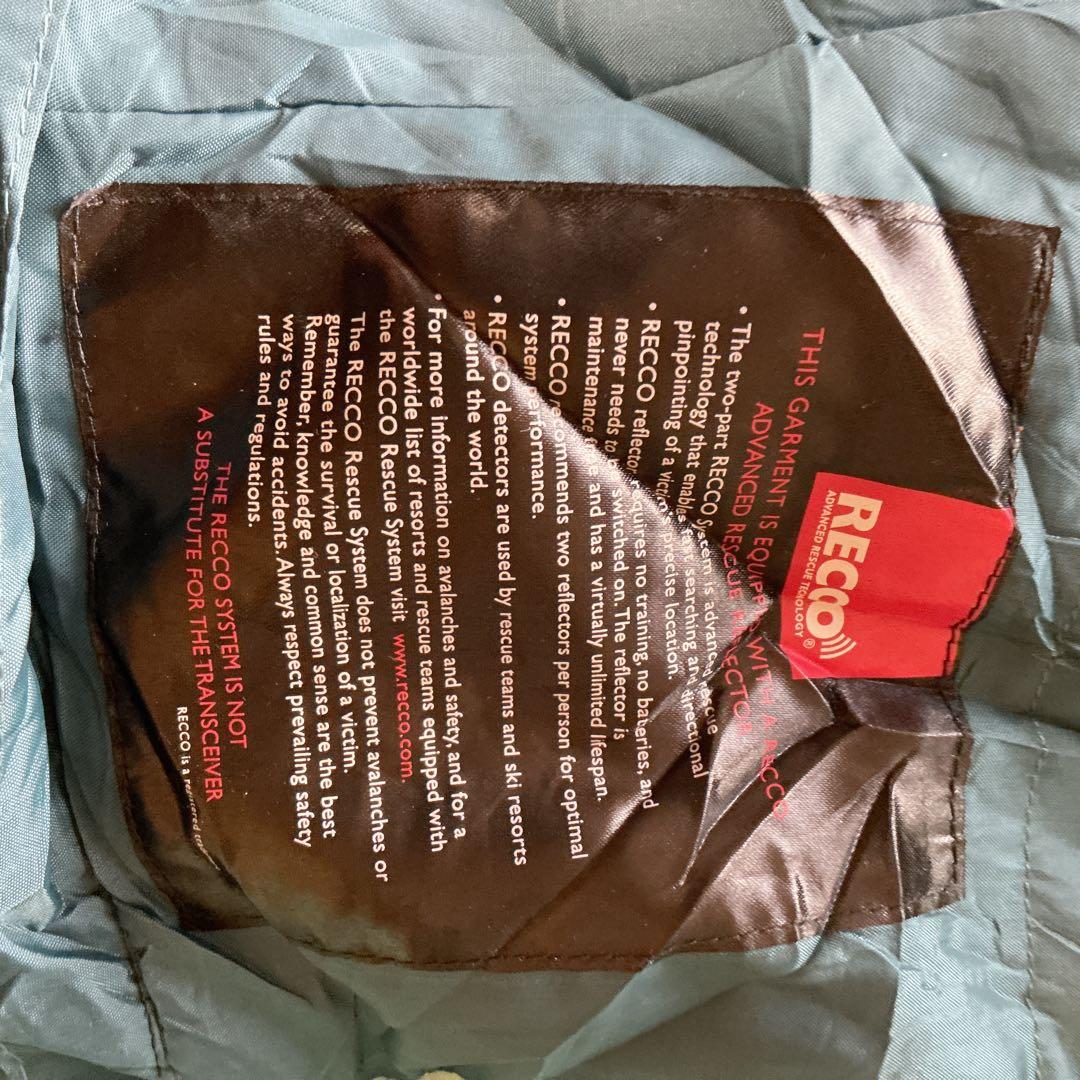 RECCO
ADVANCED RESCUE TECHOLOGY®
THIS GARMENT IS EQUIPPED WITH A RECCO
ADVANCED RESCUE REFLECTOR
• The two-part RECCO System is advanced rescue
technology that enables for searching and directional
pinpointing of a victim's precise location.
• RECCO reflector requires no training, no batteries, and
never needs to be switched on. The reflector is
maintenance free and has a virtually unlimited lifespan.
• RECCO recommends two reflectors per person for optimal
system performance.
• RECCO detectors are used by rescue teams and ski resorts
around the world.
• For more information on avalanches and safety, and for a
worldwide list of resorts and rescue teams equipped with
the RECCO Rescue System visit www.recco.com.
The RECCO Rescue System does not prevent avalanches or
guarantee the survival or localization of a victim.
Remember, knowledge and common sense are the best
ways to avoid accidents. Always respect prevailing safety
rules and regulations.
THE RECCO SYSTEM IS NOT
A SUBSTITUTE FOR THE TRANSCEIVER
RECCO is a registered